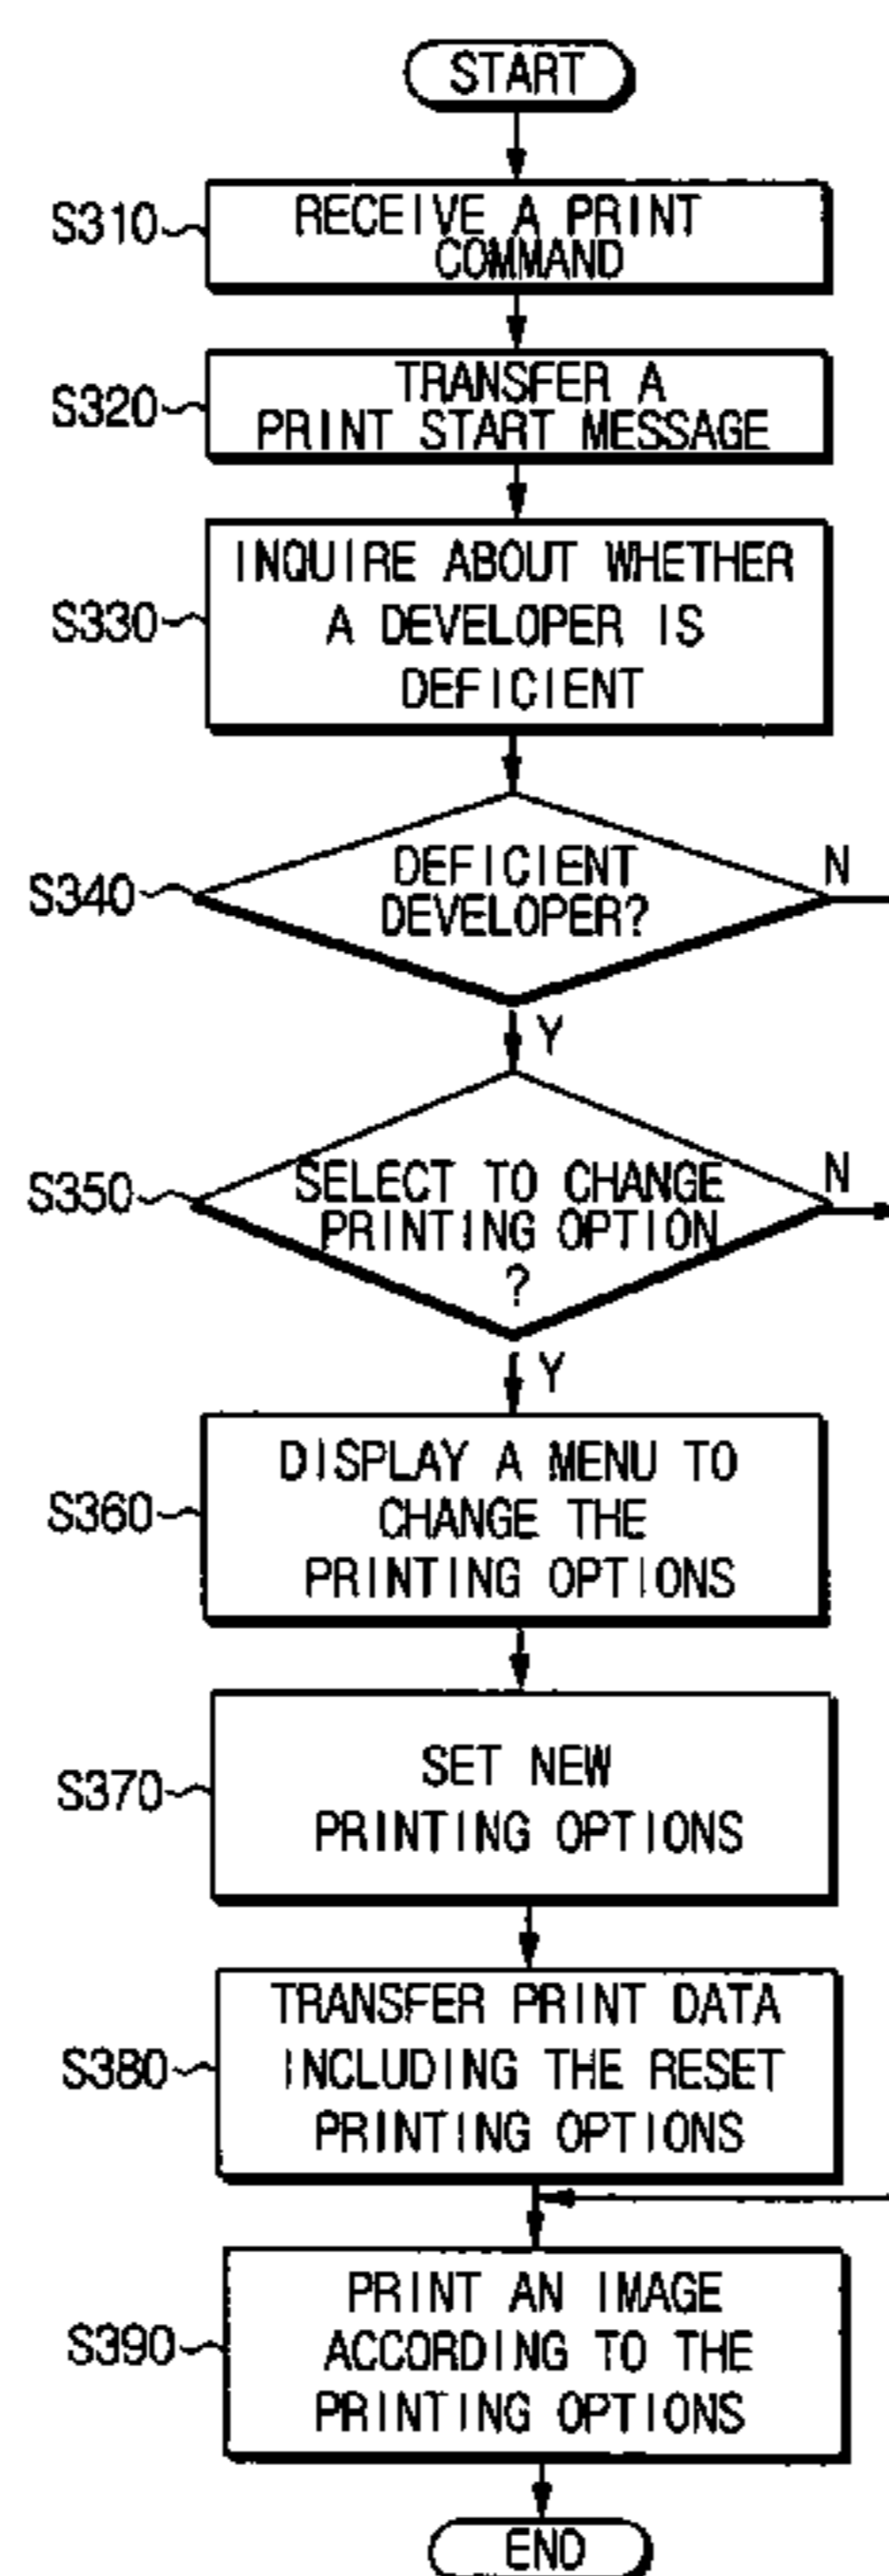 START
S310
RECEIVE A PRINT
COMMAND
S320
TRANSFER A
PRINT START MESSAGE
S330
INQUIRE ABOUT WHETHER
A DEVELOPER IS
DEFICIENT
S340
DEFICIENT
DEVELOPER?
N
Y
S350
SELECT TO CHANGE
PRINTING OPTION
?
N
Y
S360
DISPLAY A MENU TO
CHANGE THE
PRINTING OPTIONS
S370
SET NEW
PRINTING OPTIONS
S380
TRANSFER PRINT DATA
INCLUDING THE RESET
PRINTING OPTIONS
S390
PRINT AN IMAGE
ACCORDING TO THE
PRINTING OPTIONS
END